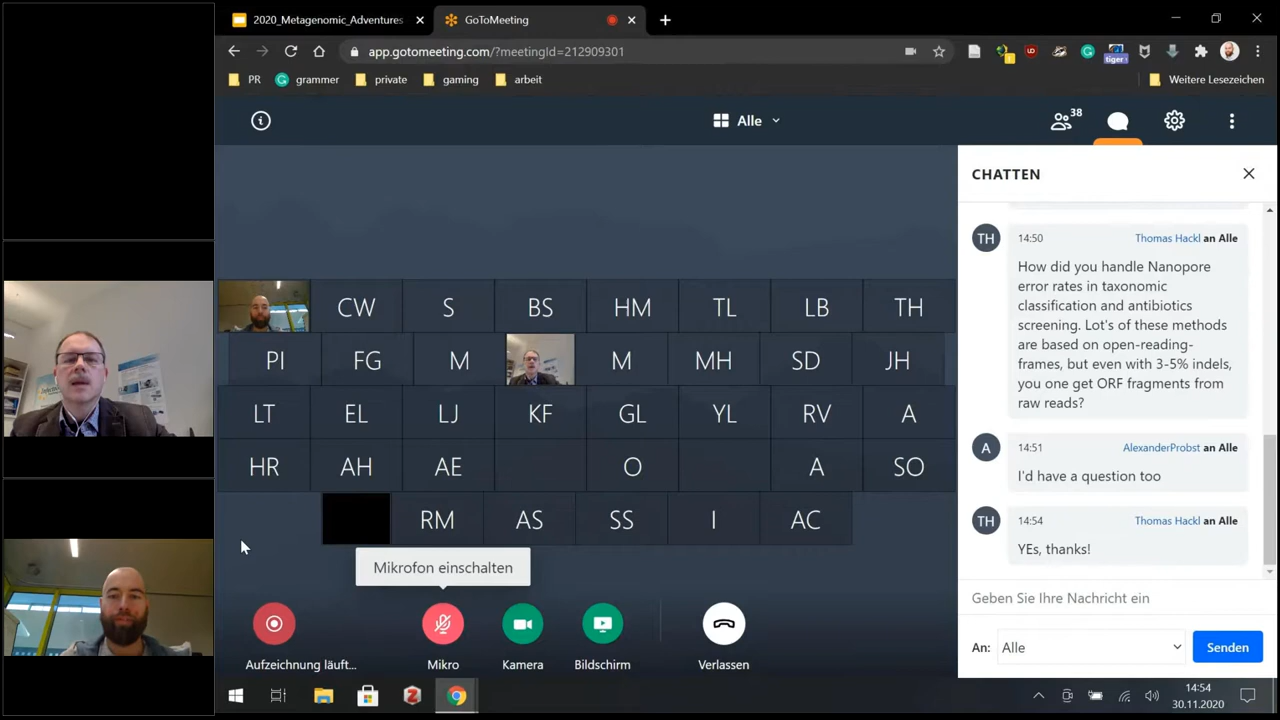 2020_Metagenomic_Adventures
GoToMeeting
app.gotomeeting.com/?meetingId=212909301
PR
grammer
private
gaming
arbeit
Weitere Lesezeichen
tiger
Alle
38
CHATTEN
CW S BS HM TL LB TH
PI FG M M MH SD JH
LT EL LJ KF GL YL RV A
HR AH AE O A SO
RM AS SS I AC
TH
14:50 Thomas Hackl an Alle
How did you handle Nanopore
error rates in taxonomic
classification and antibiotics
screening. Lot's of these methods
are based on open-reading-
frames, but even with 3-5% indels,
you one get ORF fragments from
raw reads?
A
14:51 AlexanderProbst an Alle
I'd have a question too
TH
14:54 Thomas Hackl an Alle
YEs, thanks!
Mikrofon einschalten
Geben Sie Ihre Nachricht ein
An: Alle
Senden
Aufzeichnung läuft...
Mikro
Kamera
Bildschirm
Verlassen
14:54
30.11.2020